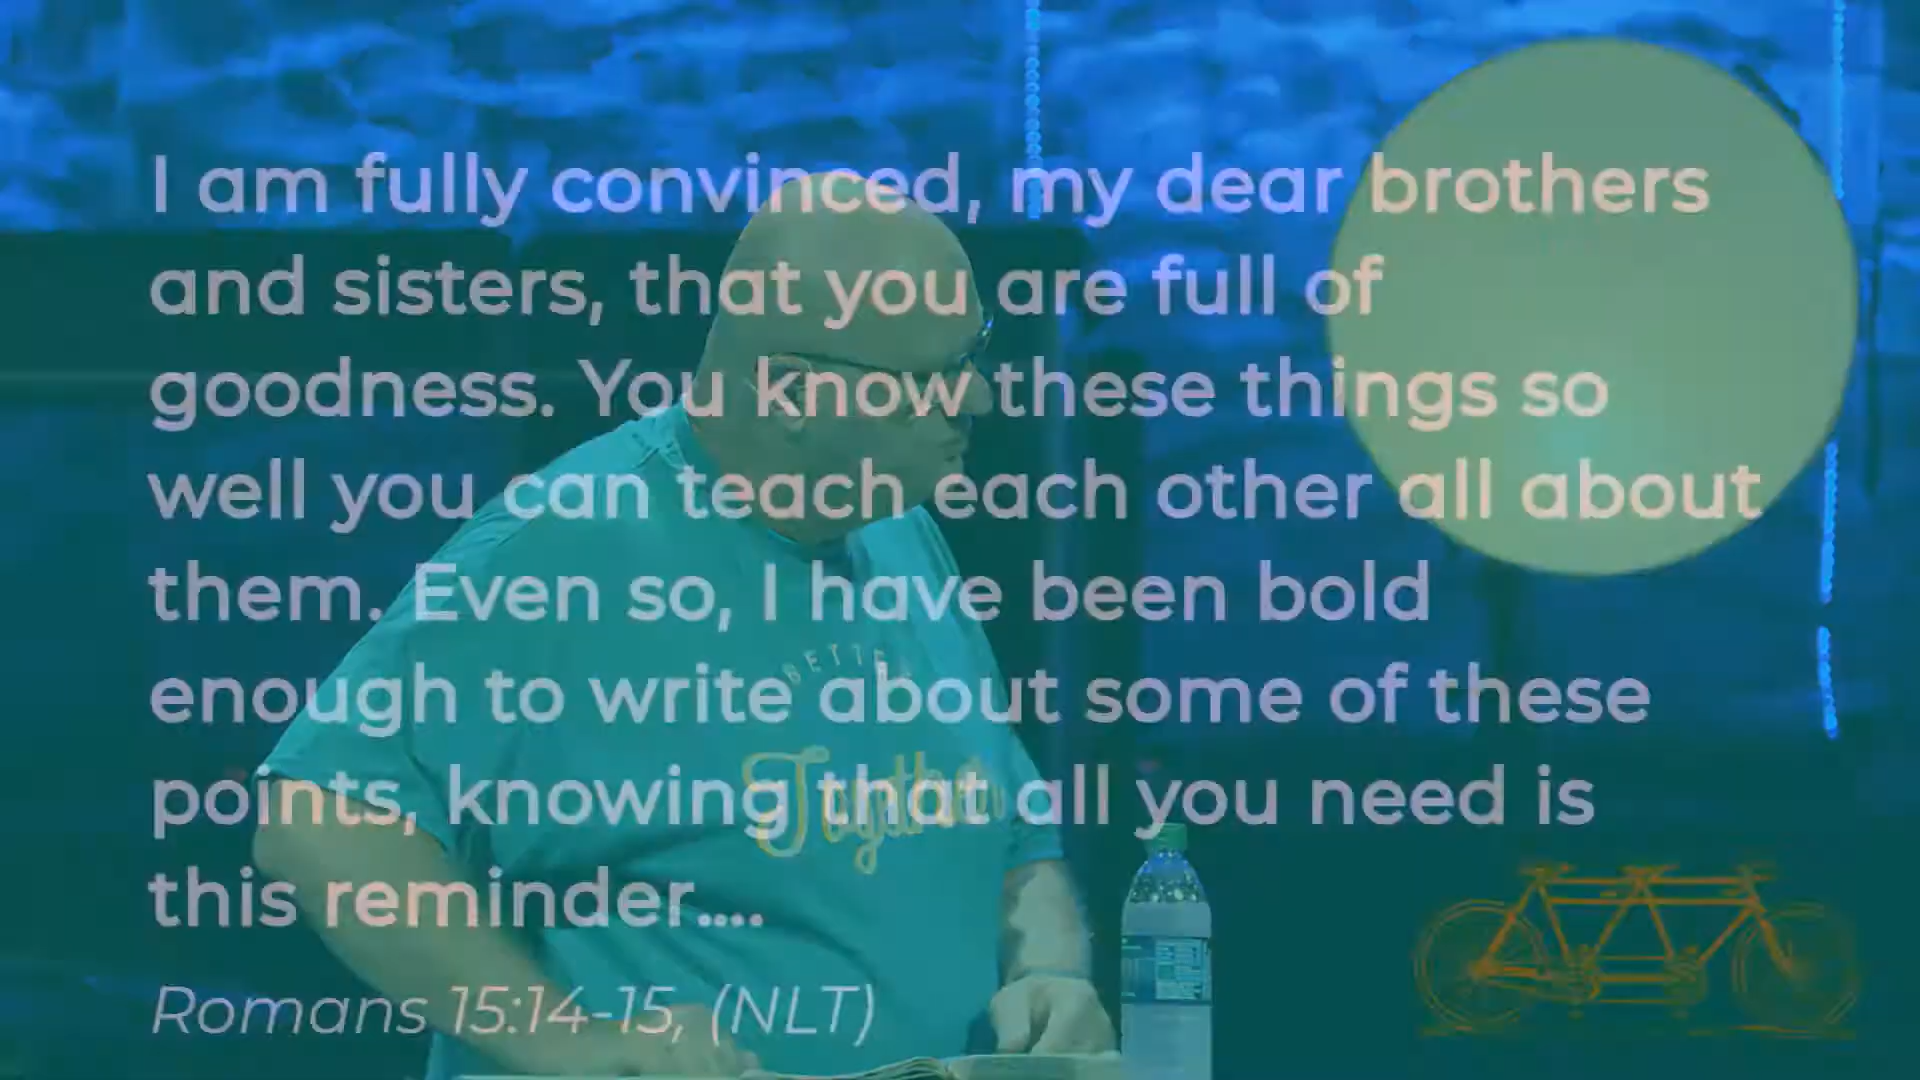 I am fully convinced, my dear brothers
and sisters, that you are full of
goodness. You know these things so
well you can teach each other all about
them. Even so, I have been bold
enough to write about some of these
points, knowing that all you need is
this reminder....
Romans 15:14-15, (NLT)
BETTER
Together